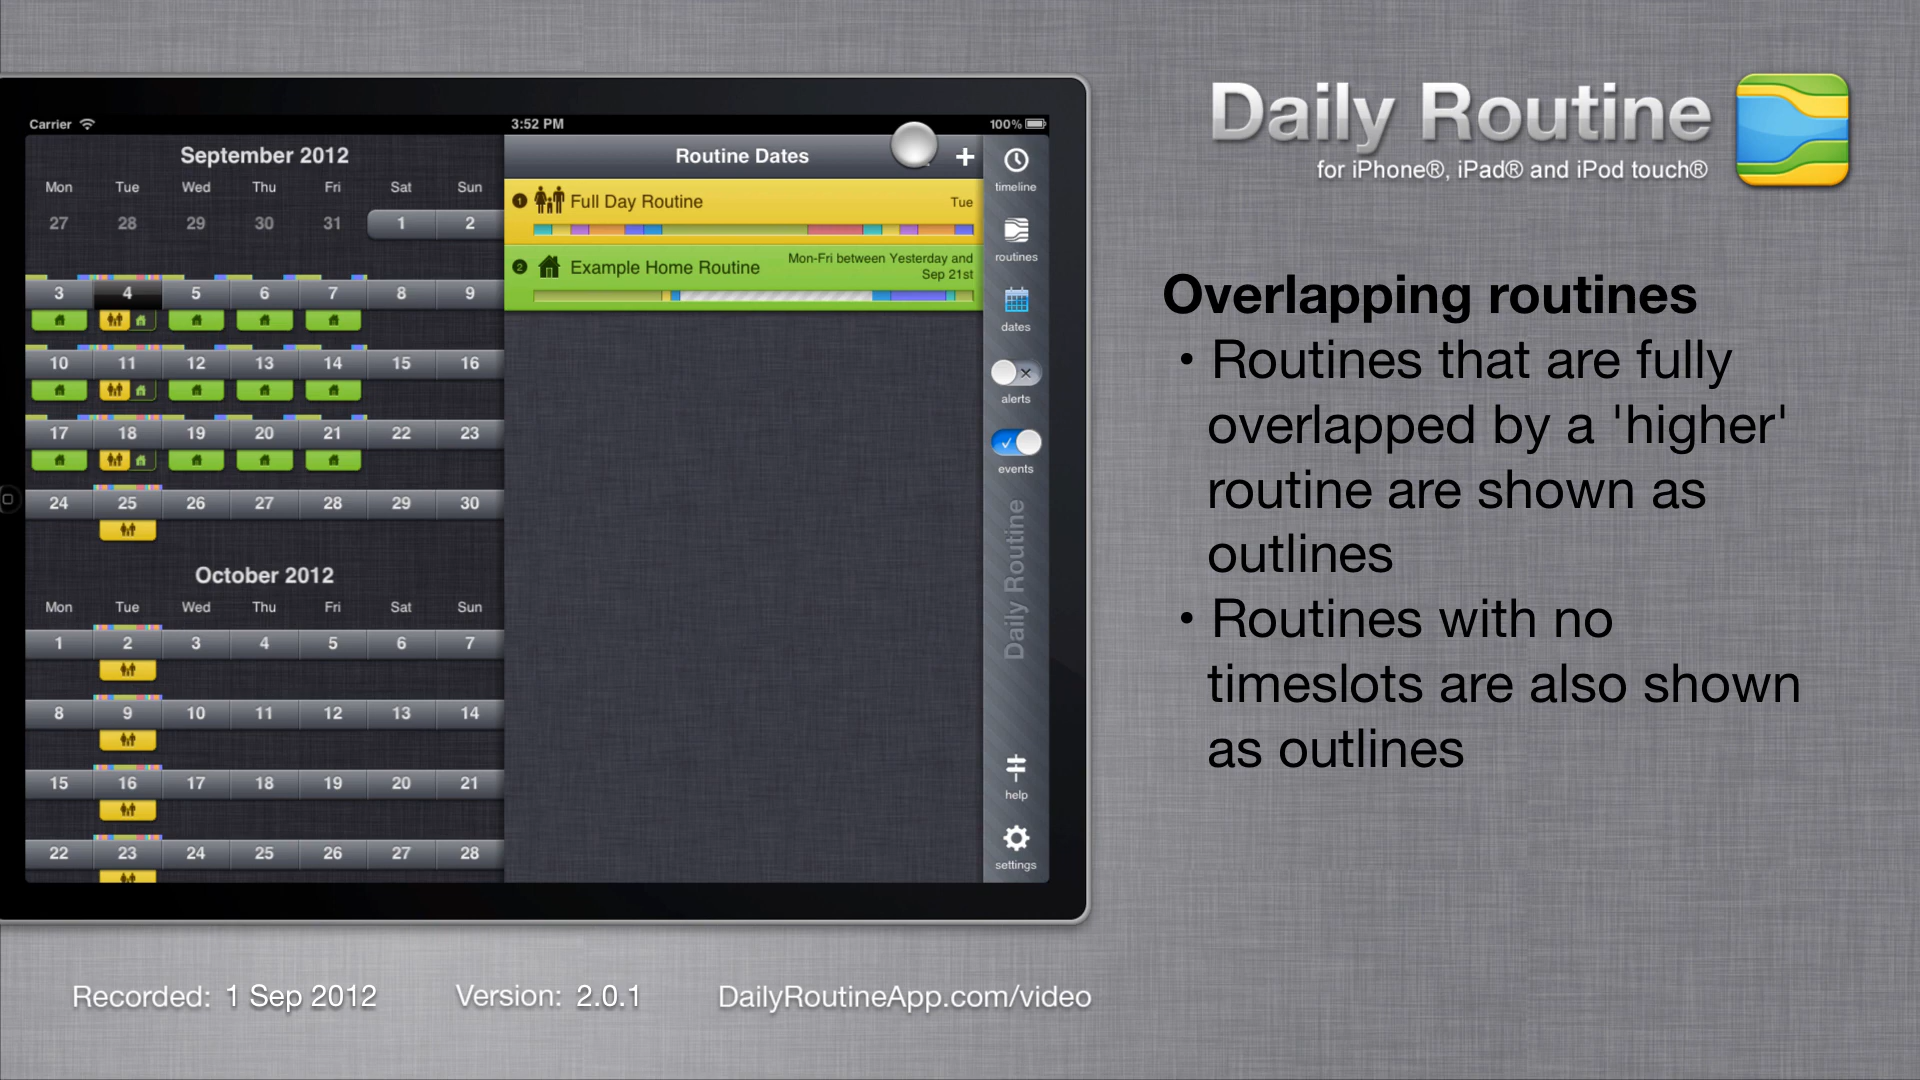 Carrier
3:52 PM
100%
September 2012
Mon Tue Wed Thu Fri Sat Sun
27 28 29 30 31 1 2
3 4 5 6 7 8 9
10 11 12 13 14 15 16
17 18 19 20 21 22 23
24 25 26 27 28 29 30
October 2012
Mon Tue Wed Thu Fri Sat Sun
1 2 3 4 5 6 7
8 9 10 11 12 13 14
15 16 17 18 19 20 21
22 23 24 25 26 27 28
Routine Dates
+
1 Full Day Routine Tue
2 Example Home Routine Mon-Fri between Yesterday and
Sep 21st
timeline
routines
dates
alerts
events
Daily Routine
help
settings
Daily Routine
for iPhone®, iPad® and iPod touch®
Overlapping routines
• Routines that are fully
overlapped by a 'higher'
routine are shown as
outlines
• Routines with no
timeslots are also shown
as outlines
Recorded: 1 Sep 2012 Version: 2.0.1 DailyRoutineApp.com/video